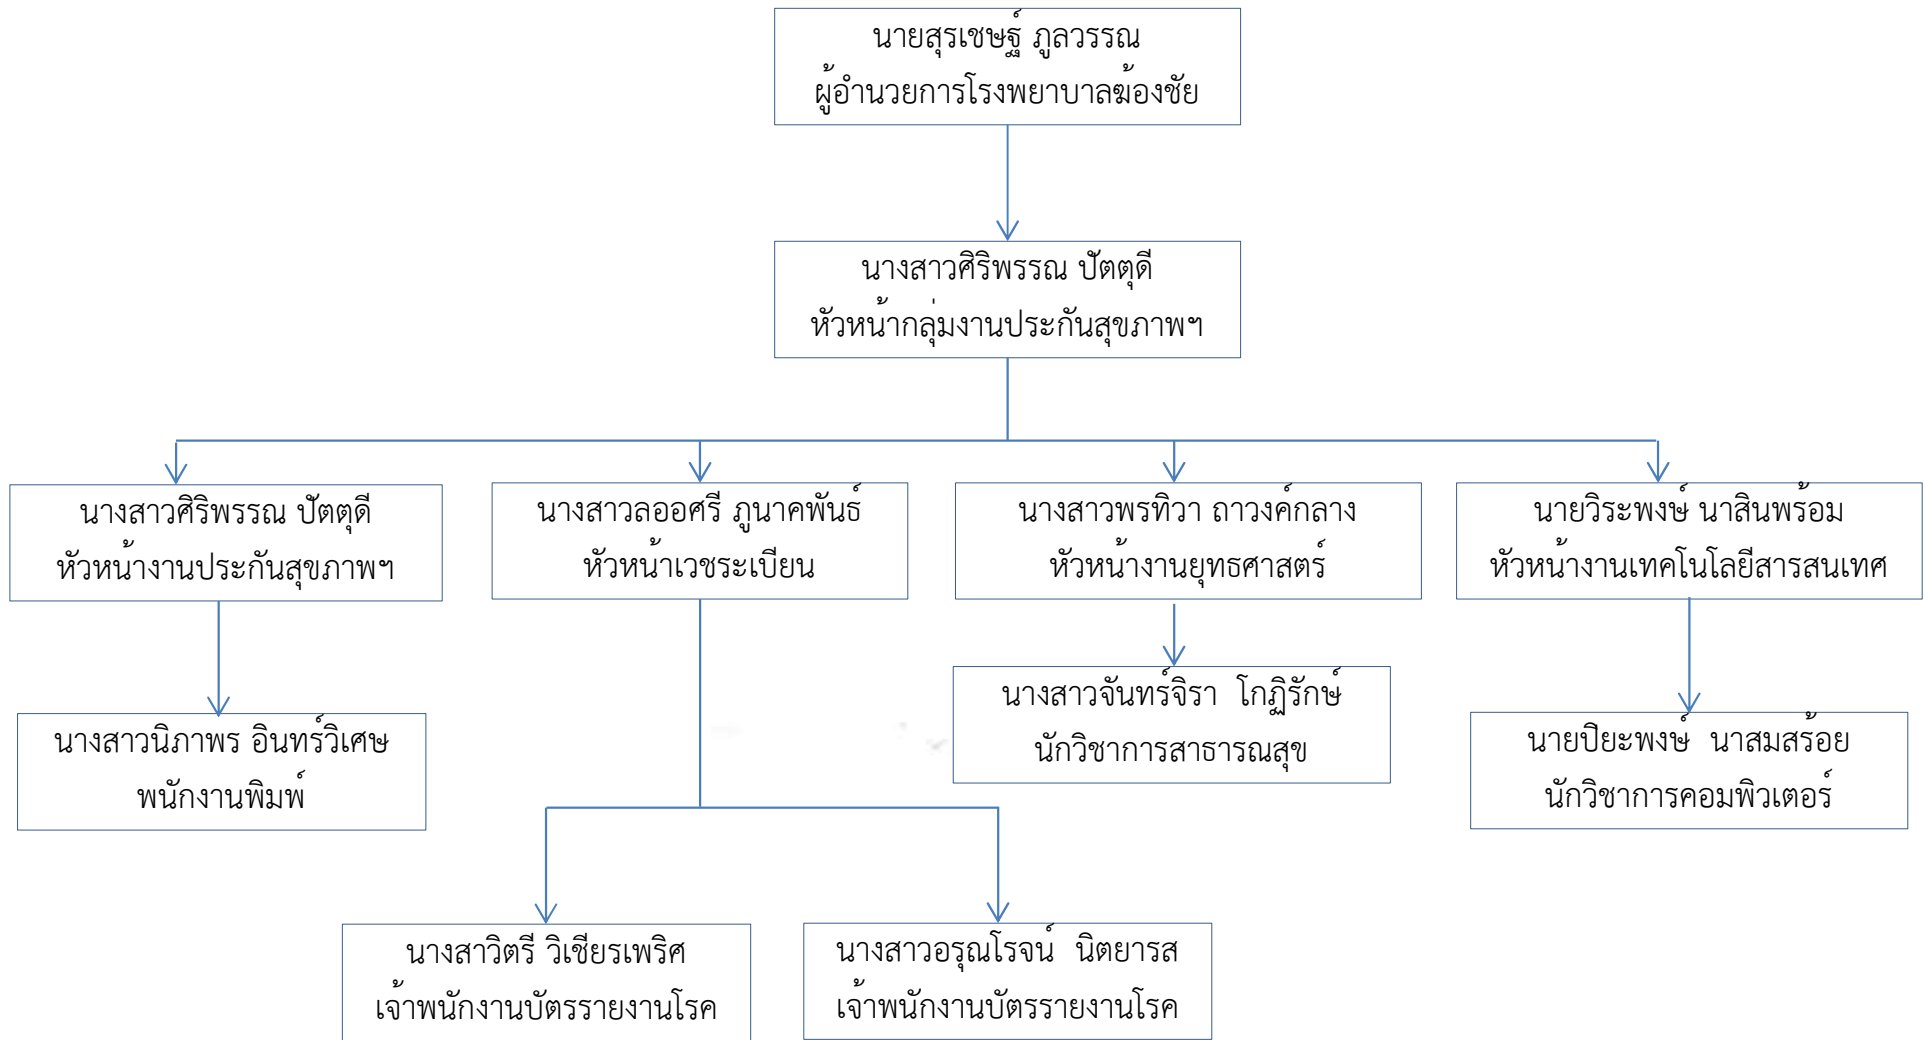 นายสุรเชษฐ์ ภูลวรรณ
ผู้อำนวยการโรงพยาบาลฆ้องชัย
นางสาวศิริพรรณ ปัตตุดี
หัวหน้ากลุ่มงานประกันสุขภาพฯ
นางสาวศิริพรรณ ปัตตุดี
หัวหน้างานประกันสุขภาพฯ
นางสาวลออศรี ภูนาคพันธ์
หัวหน้าเวชระเบียน
นางสาวพรทิวา ถาวงค์กลาง
หัวหน้างานยุทธศาสตร์
นายวิระพงษ์ นาสินพร้อม
หัวหน้างานเทคโนโลยีสารสนเทศ
นางสาวนิภาพร อินทร์วิเศษ
พนักงานพิมพ์
นางสาวจันทร์จิรา  โกฏิรักษ์
นักวิชาการสาธารณสุข
นายปิยะพงษ์  นาสมสร้อย
นักวิชาการคอมพิวเตอร์
นางสาวิตรี วิเชียรเพริศ
เจ้าพนักงานบัตรรายงานโรค
นางสาวอรุณโรจน์  นิตยารส
เจ้าพนักงานบัตรรายงานโรค